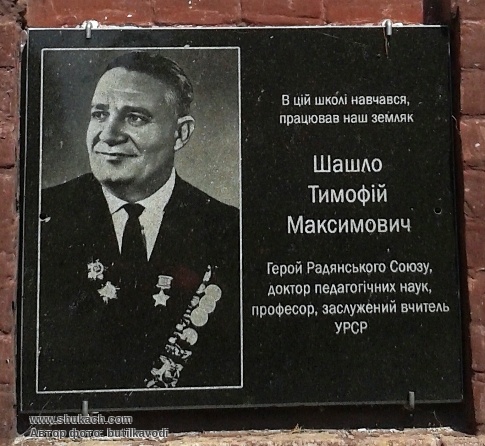 В цій школі навчався,
працював наш земляк
Шашло
Тимофій
Максимович
Герой Радянського Союзу,
доктор педагогічних наук,
професор, заслужений вчитель
УРСР
www.shukach.com
Автор фото: butilkavodi